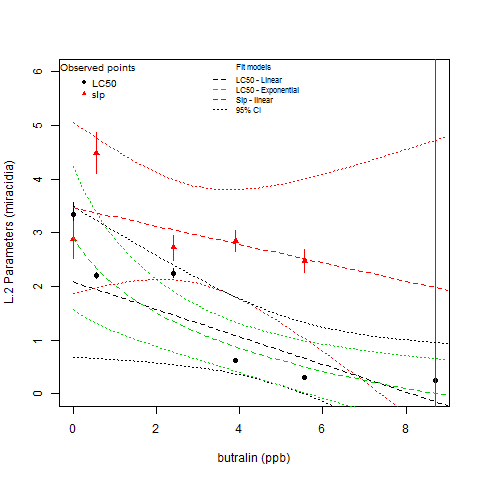 Observed points
LC50
slp
Fit models
LC50 - Linear
LC50 - Exponential
Slp - linear
95% CI
L.2 Parameters (miracidia)
6
5
4
3
2
1
0
0
2
4
6
8
butralin (ppb)